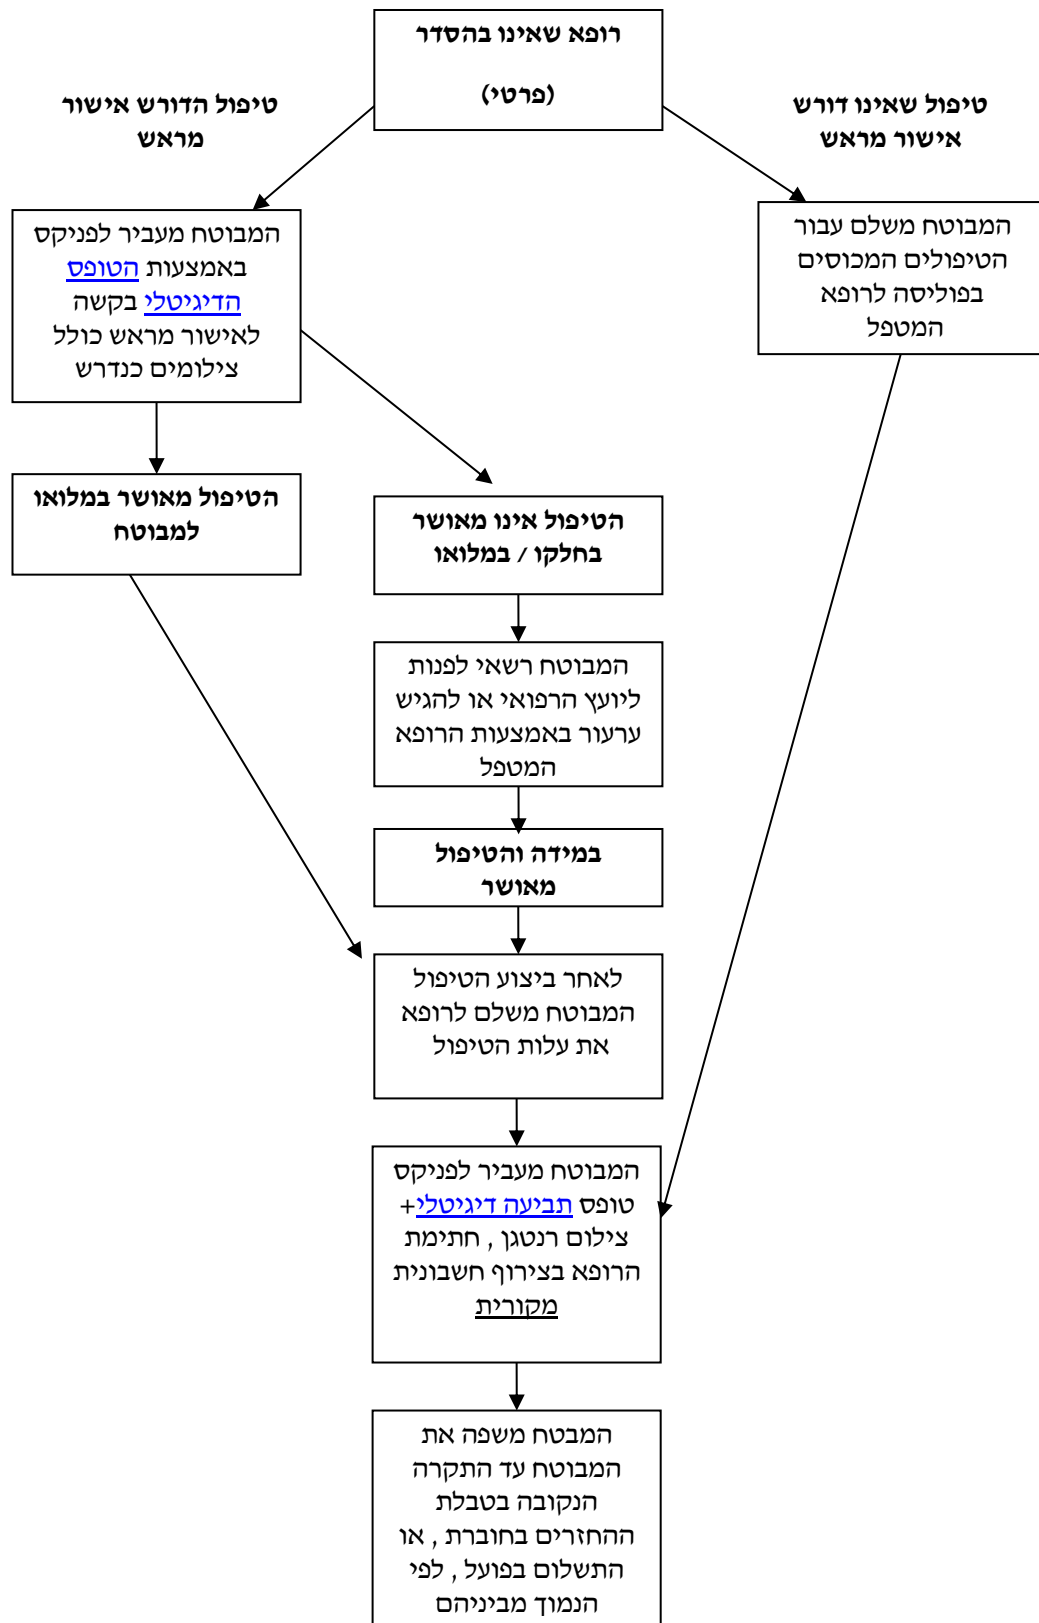 רופא שאינו בהסדר
(פרטי)
טיפול שאינו דורש
אישור מראש
טיפול הדורש אישור
מראש
המבוטח משלם עבור
הטיפולים המכוסים
בפוליסה לרופא
המטפל
המבוטח מעביר לפניקס
באמצעות הטופס
הדיגיטלי בקשה
לאישור מראש כולל
צילומים כנדרש
הטיפול מאושר במלואו
למבוטח
הטיפול אינו מאושר
בחלקו / במלואו
המבוטח רשאי לפנות
ליועץ הרפואי או להגיש
ערעור באמצעות הרופא
המטפל
במידה והטיפול
מאושר
לאחר ביצוע הטיפול
המבוטח משלם לרופא
את עלות הטיפול
המבוטח מעביר לפניקס
טופס תביעה דיגיטלי+
צילום רנטגן , חתימת
הרופא בצירוף חשבונית
מקורית
המבטח משפה את
המבוטח עד התקרה
הנקובה בטבלת
ההחזרים בחוברת , או
התשלום בפועל , לפי
הנמוך מביניהם